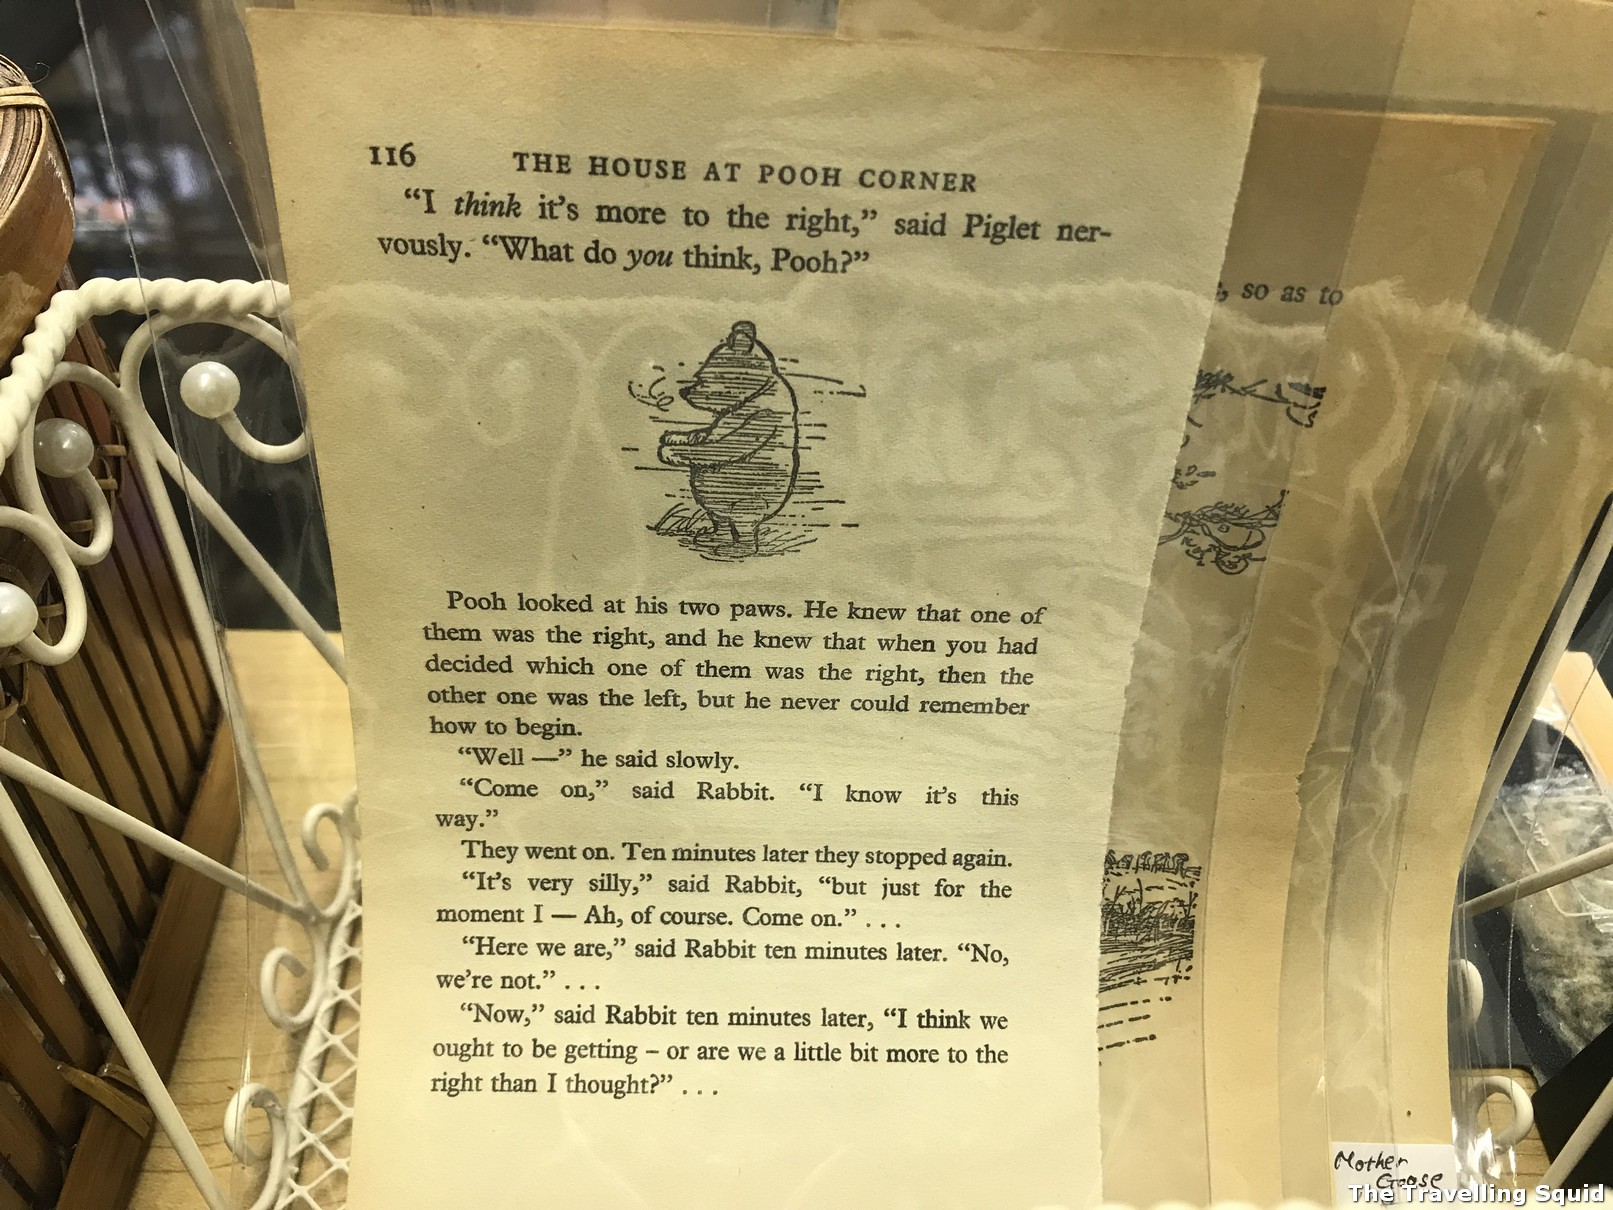 116 THE HOUSE AT POOH CORNER
“I think it’s more to the right,” said Piglet ner-
vously. “What do you think, Pooh?”
, so as to
Pooh looked at his two paws. He knew that one of
them was the right, and he knew that when you had
decided which one of them was the right, then the
other one was the left, but he never could remember
how to begin.
“Well —” he said slowly.
“Come on,” said Rabbit. “I know it’s this
way.”
They went on. Ten minutes later they stopped again.
“It’s very silly,” said Rabbit, “but just for the
moment I — Ah, of course. Come on.” . . .
“Here we are,” said Rabbit ten minutes later. “No,
we’re not.” . . .
“Now,” said Rabbit ten minutes later, “I think we
ought to be getting – or are we a little bit more to the
right than I thought?” . . .
Mother
Goose
The Travelling Squid